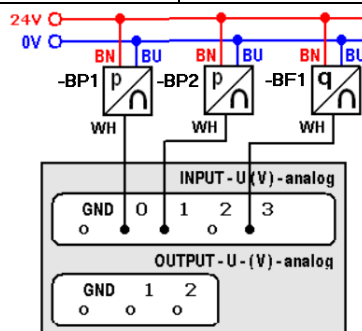 24V
0V
BN BU BN BU BN BU
-BP1 p -BP2 p -BF1 q
WH WH WH
INPUT-U(V)-analog
GND 0 1 2 3
OUTPUT-U-(V)-analog
GND 1 2